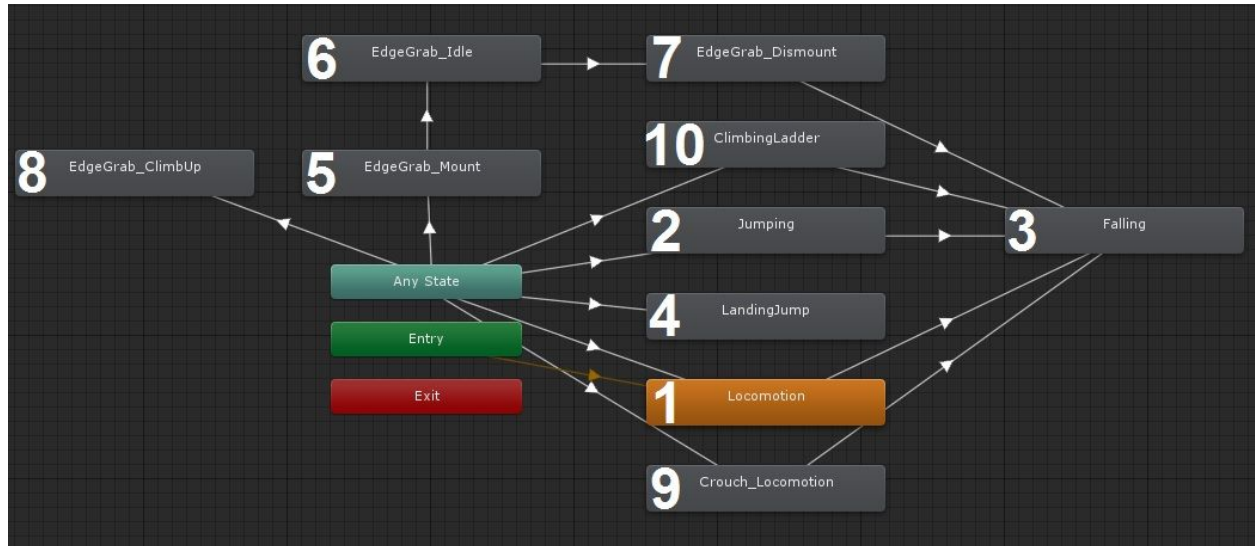 6 EdgeGrab_Idle
7 EdgeGrab_Dismount
10 ClimbingLadder
8 EdgeGrab_ClimbUp
5 EdgeGrab_Mount
2 Jumping
3 Falling
Any State
4 LandingJump
Entry
Exit
1 Locomotion
9 Crouch_Locomotion